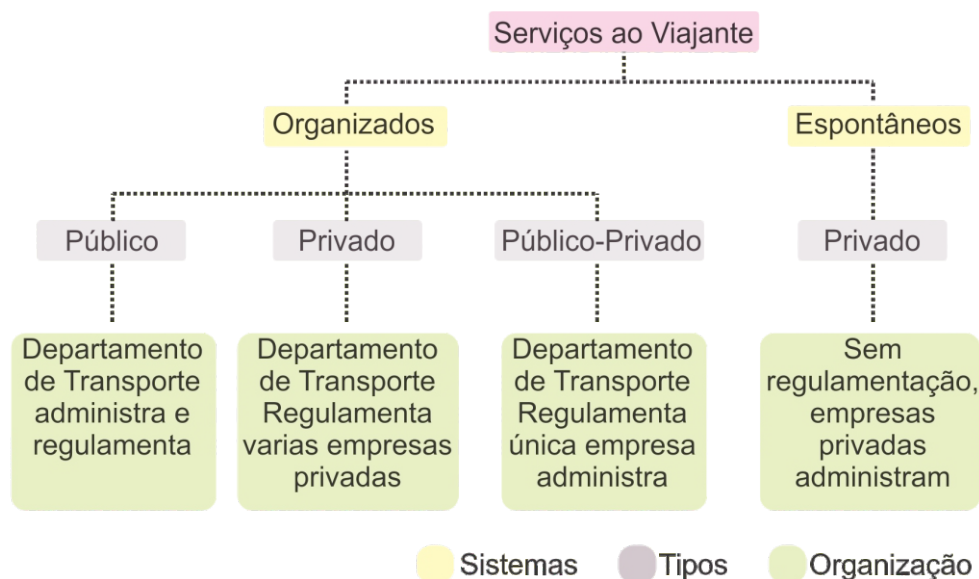 Serviços ao Viajante
Organizados
Espontâneos
Público
Privado
Público-Privado
Privado
Departamento
de Transporte
administra e
regulamenta
Departamento
de Transporte
Regulamenta
varias empresas
privadas
Departamento
de Transporte
Regulamenta
única empresa
administra
Sem
regulamentação,
empresas
privadas
administram
Sistemas
Tipos
Organização